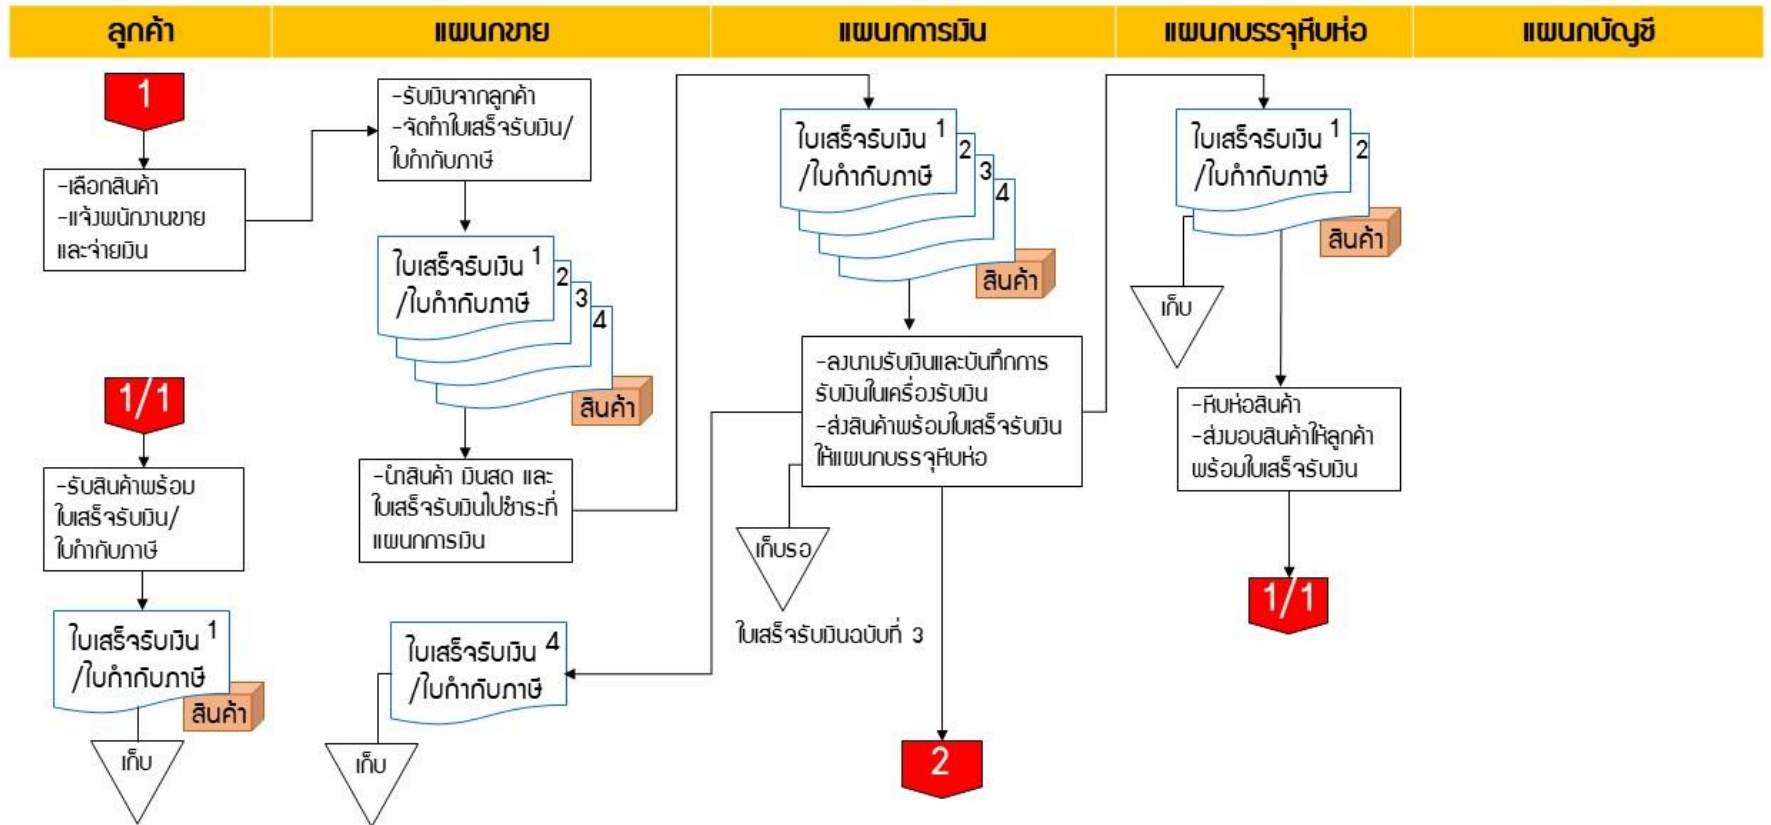 ลูกค้า
แผนกขาย
แผนกการเงิน
แผนกบรรจุหีบห่อ
แผนกบัญชี
1
-เลือกสินค้า
-แจ้งพนักงานขาย
และจ่ายเงิน
1/1
-รับสินค้าพร้อม
ใบเสร็จรับเงิน/
ใบกำกับภาษี
ใบเสร็จรับเงิน 1
/ใบกำกับภาษี
สินค้า
เก็บ
-รับเงินจากลูกค้า
-จัดทำใบเสร็จรับเงิน/
ใบกำกับภาษี
ใบเสร็จรับเงิน 1
/ใบกำกับภาษี
2
3
4
สินค้า
-นำสินค้า เงินสด และ
ใบเสร็จรับเงินไปชำระที่
แผนกการเงิน
ใบเสร็จรับเงิน 4
/ใบกำกับภาษี
เก็บ
ใบเสร็จรับเงิน 1
/ใบกำกับภาษี
2
3
4
สินค้า
-ลงนามรับเงินและบันทึกการ
รับเงินในเครื่องรับเงิน
-ส่งสินค้าพร้อมใบเสร็จรับเงิน
ให้แผนกบรรจุหีบห่อ
เก็บรอ
ใบเสร็จรับเงินฉบับที่ 3
2
ใบเสร็จรับเงิน 1
/ใบกำกับภาษี
2
สินค้า
เก็บ
-หีบห่อสินค้า
-ส่งมอบสินค้าให้ลูกค้า
พร้อมใบเสร็จรับเงิน
1/1